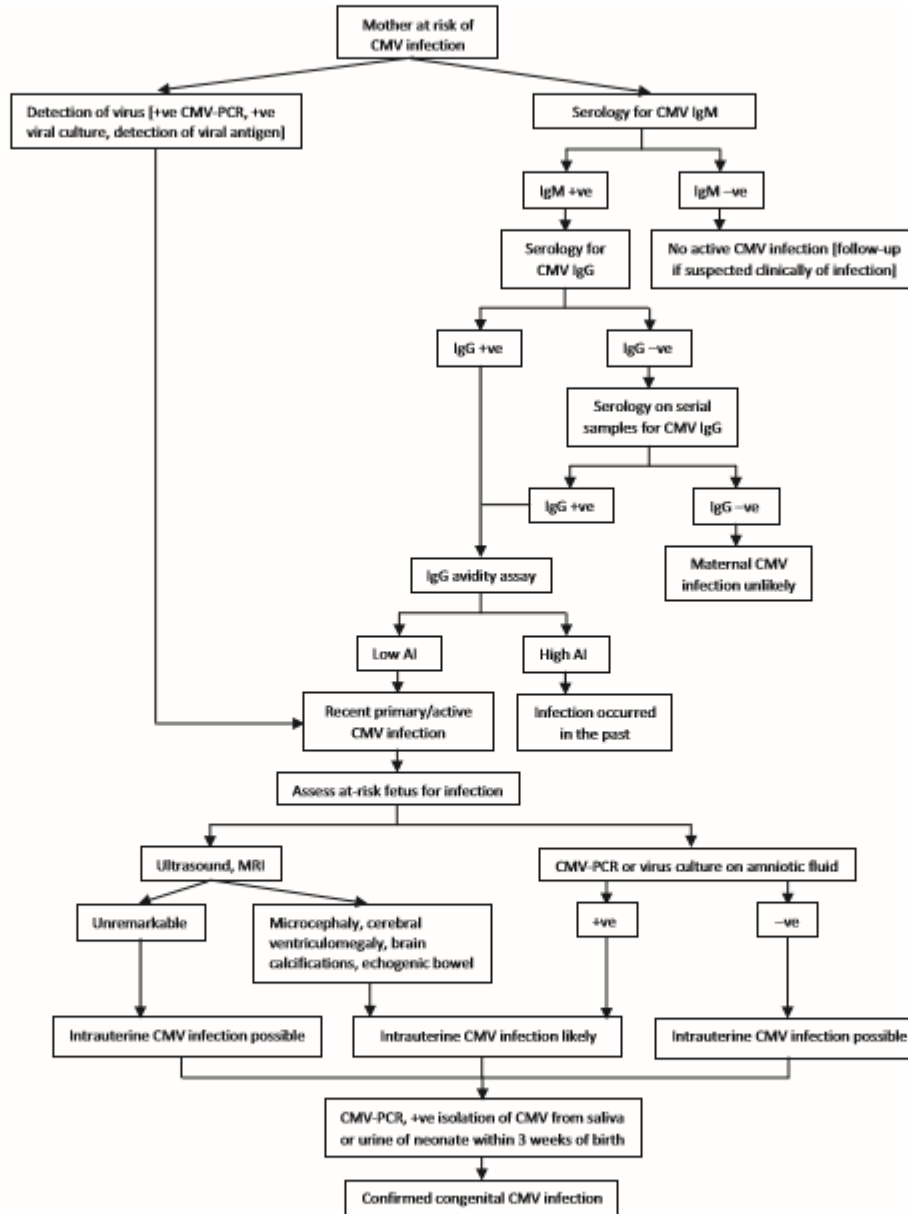 Mother at risk of
CMV infection
Detection of virus [+ve CMV-PCR, +ve
viral culture, detection of viral antigen]
Serology for CMV IgM
IgM +ve
IgM –ve
Serology for
CMV IgG
No active CMV infection [follow-up
if suspected clinically of infection]
IgG +ve
IgG –ve
Serology on serial
samples for CMV IgG
IgG +ve
IgG –ve
Maternal CMV
infection unlikely
IgG avidity assay
Low AI
High AI
Recent primary/active
CMV infection
Infection occurred
in the past
Assess at-risk fetus for infection
Ultrasound, MRI
CMV-PCR or virus culture on amniotic fluid
Unremarkable
Microcephaly, cerebral
ventriculomegaly, brain
calcifications, echogenic bowel
+ve
–ve
Intrauterine CMV infection possible
Intrauterine CMV infection likely
Intrauterine CMV infection possible
CMV-PCR, +ve isolation of CMV from saliva
or urine of neonate within 3 weeks of birth
Confirmed congenital CMV infection